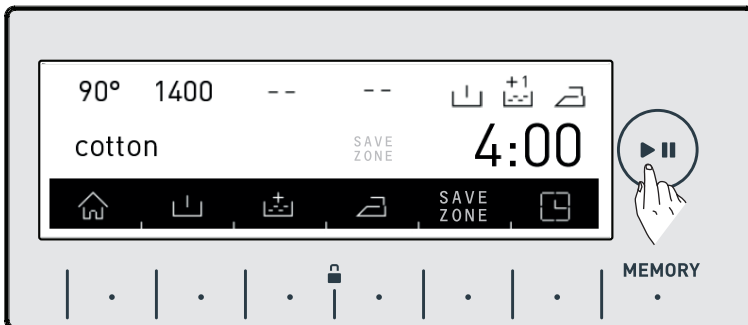 90° 1400 -- --
+1
cotton
SAVE
ZONE
4:00
SAVE
ZONE
MEMORY